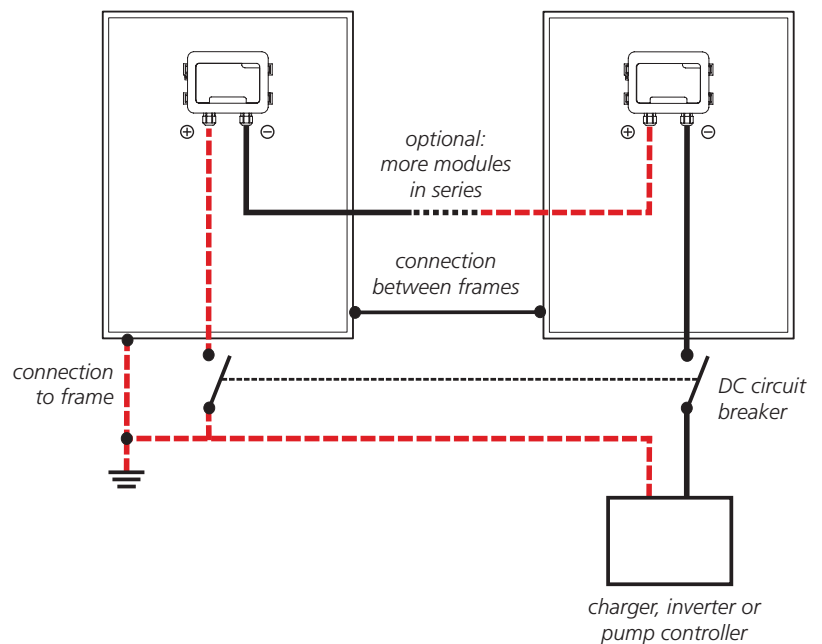 ⊕
⊖
⊕
⊖
optional:
more modules
in series
connection
between frames
connection
to frame
DC circuit
breaker
charger, inverter or
pump controller